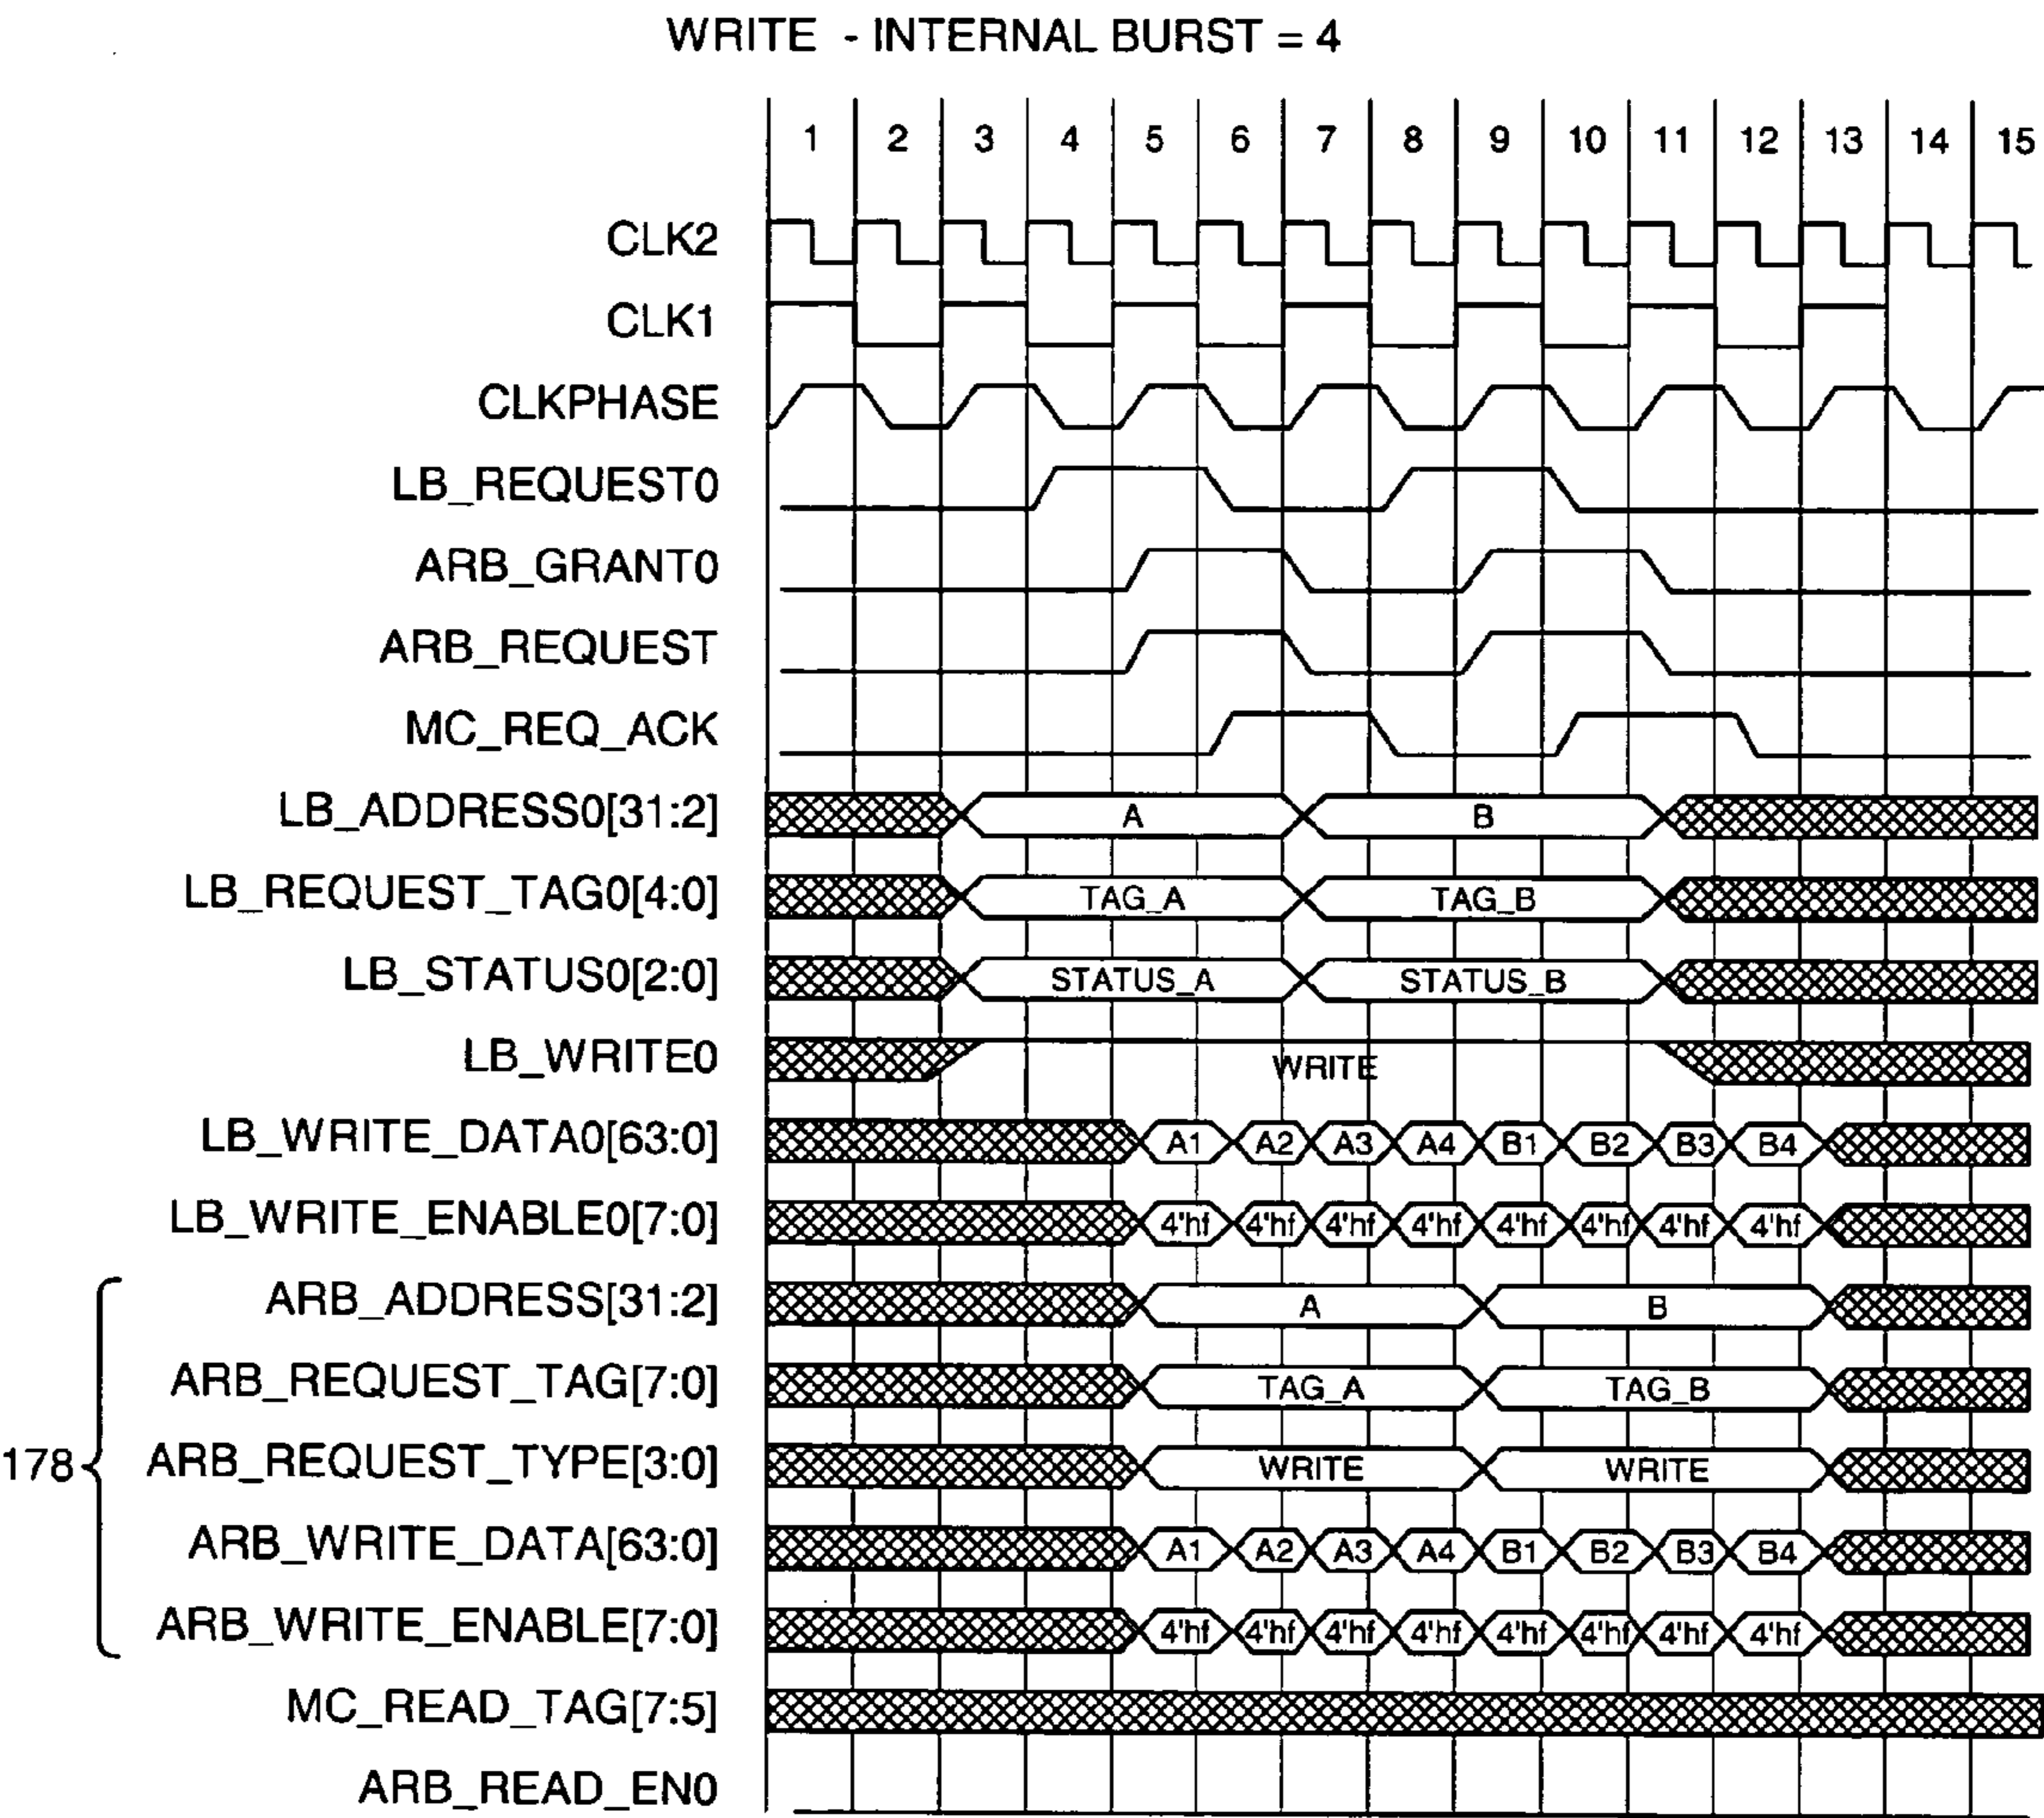 WRITE - INTERNAL BURST = 4
1 2 3 4 5 6 7 8 9 10 11 12 13 14 15
CLK2
CLK1
CLKPHASE
LB_REQUEST0
ARB_GRANT0
ARB_REQUEST
MC_REQ_ACK
LB_ADDRESS0[31:2] A B
LB_REQUEST_TAG0[4:0] TAG_A TAG_B
LB_STATUS0[2:0] STATUS_A STATUS_B
LB_WRITE0 WRITE
LB_WRITE_DATA0[63:0] A1 A2 A3 A4 B1 B2 B3 B4
LB_WRITE_ENABLE0[7:0] 4'hf 4'hf 4'hf 4'hf 4'hf 4'hf 4'hf 4'hf
ARB_ADDRESS[31:2] A B
ARB_REQUEST_TAG[7:0] TAG_A TAG_B
178 ARB_REQUEST_TYPE[3:0] WRITE WRITE
ARB_WRITE_DATA[63:0] A1 A2 A3 A4 B1 B2 B3 B4
ARB_WRITE_ENABLE[7:0] 4'hf 4'hf 4'hf 4'hf 4'hf 4'hf 4'hf 4'hf
MC_READ_TAG[7:5]
ARB_READ_EN0